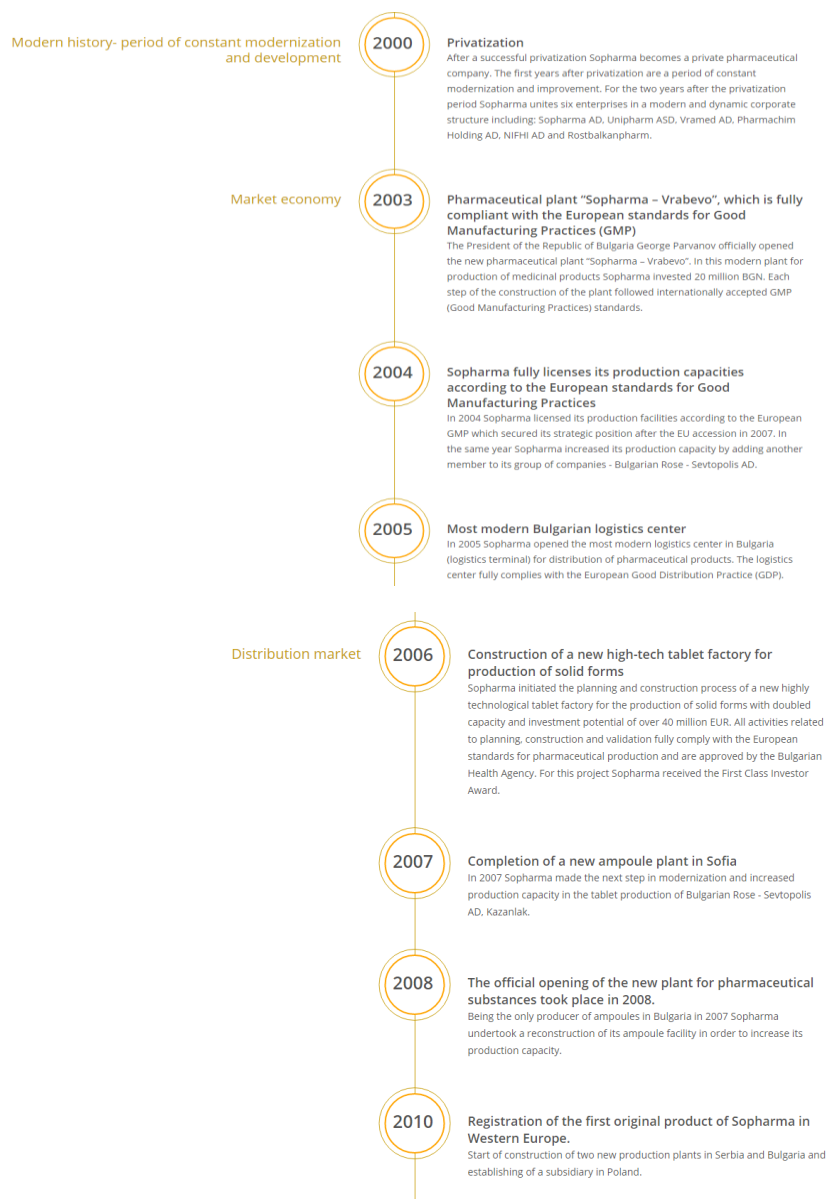 Modern history- period of constant modernization
and development
2000
Privatization
After a successful privatization Sopharma becomes a private pharmaceutical
company. The first years after privatization are a period of constant
modernization and improvement. For the two years after the privatization
period Sopharma unites six enterprises in a modern and dynamic corporate
structure including: Sopharma AD, Unipharm ASD, Vramed AD, Pharmachim
Holding AD, NIFHI AD and Rostbalkanpharm.
Market economy
2003
Pharmaceutical plant “Sopharma – Vrabevo”, which is fully
compliant with the European standards for Good
Manufacturing Practices (GMP)
The President of the Republic of Bulgaria George Parvanov officially opened
the new pharmaceutical plant “Sopharma – Vrabevo”. In this modern plant for
production of medicinal products Sopharma invested 20 million BGN. Each
step of the construction of the plant followed internationally accepted GMP
(Good Manufacturing Practices) standards.
2004
Sopharma fully licenses its production capacities
according to the European standards for Good
Manufacturing Practices
In 2004 Sopharma licensed its production facilities according to the European
GMP which secured its strategic position after the EU accession in 2007. In
the same year Sopharma increased its production capacity by adding another
member to its group of companies - Bulgarian Rose - Sevtopolis AD.
2005
Most modern Bulgarian logistics center
In 2005 Sopharma opened the most modern logistics center in Bulgaria
(logistics terminal) for distribution of pharmaceutical products. The logistics
center fully complies with the European Good Distribution Practice (GDP).
Distribution market
2006
Construction of a new high-tech tablet factory for
production of solid forms
Sopharma initiated the planning and construction process of a new highly
technological tablet factory for the production of solid forms with doubled
capacity and investment potential of over 40 million EUR. All activities related
to planning, construction and validation fully comply with the European
standards for pharmaceutical production and are approved by the Bulgarian
Health Agency. For this project Sopharma received the First Class Investor
Award.
2007
Completion of a new ampoule plant in Sofia
In 2007 Sopharma made the next step in modernization and increased
production capacity in the tablet production of Bulgarian Rose - Sevtopolis
AD, Kazanlak.
2008
The official opening of the new plant for pharmaceutical
substances took place in 2008.
Being the only producer of ampoules in Bulgaria in 2007 Sopharma
undertook a reconstruction of its ampoule facility in order to increase its
production capacity.
2010
Registration of the first original product of Sopharma in
Western Europe.
Start of construction of two new production plants in Serbia and Bulgaria and
establishing of a subsidiary in Poland.